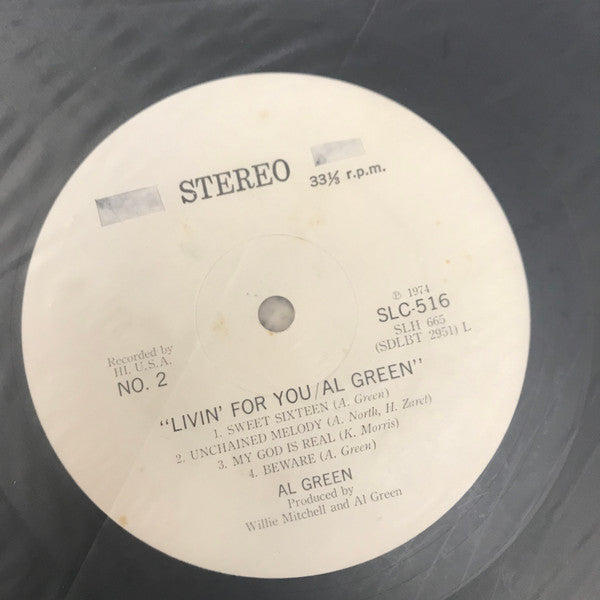 STEREO
33⅓ r.p.m.
℗ 1974
SLC-516
SLH 665
(SDLBT 2951) L
Recorded by
HI. U.S.A.
NO. 2
"LIVIN' FOR YOU/AL GREEN"
1. SWEET SIXTEEN (A. Green)
2. UNCHAINED MELODY (A. North, H. Zaret)
3. MY GOD IS REAL (K. Morris)
4. BEWARE (A. Green)
AL GREEN
Produced by
Willie Mitchell and Al Green